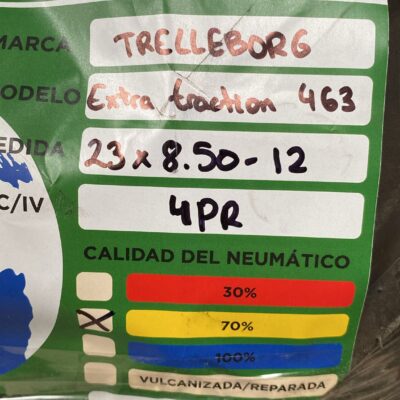 MARCA TRELLEBORG
ODELO Extra traction 463
EDIDA 23 x 8.50-12
C/IV 4PR
CALIDAD DEL NEUMÁTICO
30%
70%
100%
VULCANIZADA/REPARADA